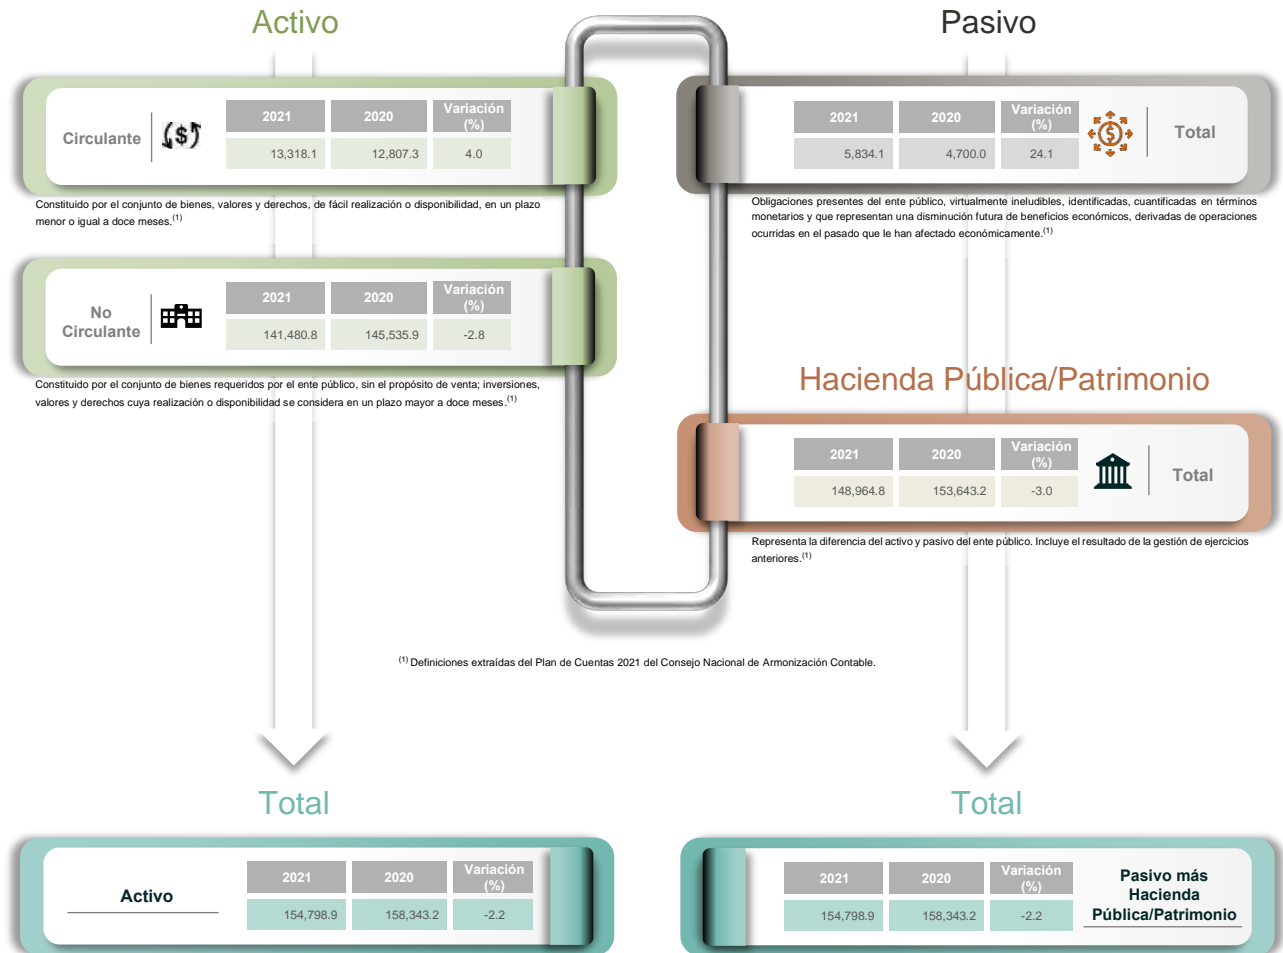 Activo
Circulante
2021 2020 Variación
(%)
13,318.1 12,807.3 4.0
Constituido por el conjunto de bienes, valores y derechos, de fácil realización o disponibilidad, en un plazo
menor o igual a doce meses.(1)
No
Circulante
2021 2020 Variación
(%)
141,480.8 145,535.9 -2.8
Constituido por el conjunto de bienes requeridos por el ente público, sin el propósito de venta; inversiones,
valores y derechos cuya realización o disponibilidad se considera en un plazo mayor a doce meses.(1)
Pasivo
2021 2020 Variación
(%)
5,834.1 4,700.0 24.1
Total
Obligaciones presentes del ente público, virtualmente ineludibles, identificadas, cuantificadas en términos
monetarios y que representan una disminución futura de beneficios económicos, derivadas de operaciones
ocurridas en el pasado que le han afectado económicamente.(1)
Hacienda Pública/Patrimonio
2021 2020 Variación
(%)
148,964.8 153,643.2 -3.0
Total
Representa la diferencia del activo y pasivo del ente público. Incluye el resultado de la gestión de ejercicios
anteriores.(1)
(1) Definiciones extraídas del Plan de Cuentas 2021 del Consejo Nacional de Armonización Contable.
Total
Activo
2021 2020 Variación
(%)
154,798.9 158,343.2 -2.2
Total
2021 2020 Variación
(%)
154,798.9 158,343.2 -2.2
Pasivo más
Hacienda
Pública/Patrimonio